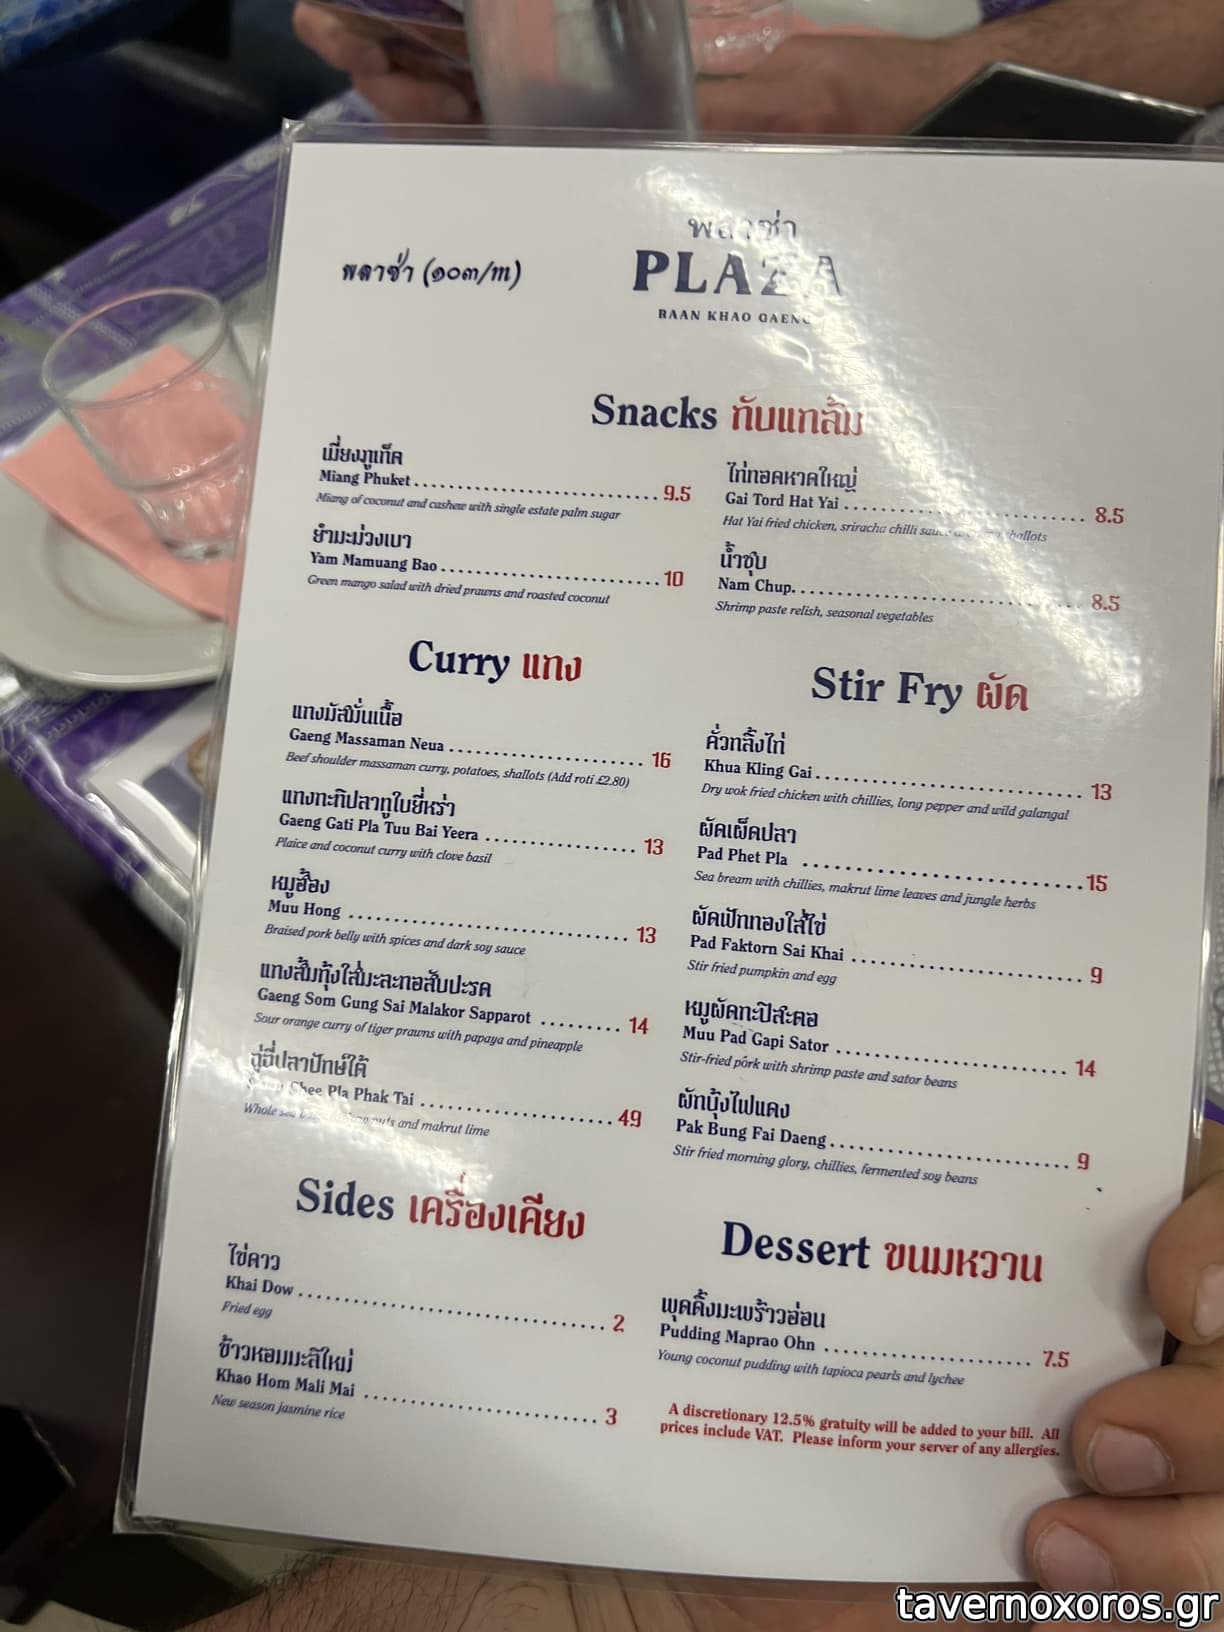 พลาซ่า
PLAZA
RAAN KHAO GAENG
พลาซ่า (๑๐๓/m)
Snacks กับแกล้ม
เมี่ยงภูเก็ต
Miang Phuket 9.5
Miang of coconut and cashew with single estate palm sugar
ยำมะม่วงเบา
Yam Mamuang Bao 10
Green mango salad with dried prawns and roasted coconut
ไก่ทอดหาดใหญ่
Gai Tord Hat Yai 8.5
Hat Yai fried chicken, sriracha chilli sauce shallots
น้ำชุบ
Nam Chup. 8.5
Shrimp paste relish, seasonal vegetables
Curry แกง
แกงมัสมั่นเนื้อ
Gaeng Massaman Neua 16
Beef shoulder massaman curry, potatoes, shallots (Add roti £2.80)
แกงกะทิปลาทูใบยี่หร่า
Gaeng Gati Pla Tuu Bai Yeera 13
Plaice and coconut curry with clove basil
หมูฮ้อง
Muu Hong 13
Braised pork belly with spices and dark soy sauce
แกงส้มกุ้งใส่มะละกอสับปะรด
Gaeng Som Gung Sai Malakor Sapparot 14
Sour orange curry of tiger prawns with papaya and pineapple
ฉู่ฉี่ปลาปักษ์ใต้
Chee Pla Phak Tai 49
Whole sea and makrut lime
Stir Fry ผัด
คั่วกลิ้งไก่
Khua Kling Gai 13
Dry wok fried chicken with chillies, long pepper and wild galangal
ผัดเผ็ดปลา
Pad Phet Pla 15
Sea bream with chillies, makrut lime leaves and jungle herbs
ผัดฟักทองใส่ไข่
Pad Faktorn Sai Khai 9
Stir fried pumpkin and egg
หมูผัดกะปิสะตอ
Muu Pad Gapi Sator 14
Stir-fried pork with shrimp paste and sator beans
ผักบุ้งไฟแดง
Pak Bung Fai Daeng 9
Stir fried morning glory, chillies, fermented soy beans
Sides เครื่องเคียง
ไข่ดาว
Khai Dow 2
Fried egg
ข้าวหอมมะลิใหม่
Khao Hom Mali Mai 3
New season jasmine rice
Dessert ขนมหวาน
พุดดิ้งมะพร้าวอ่อน
Pudding Maprao Ohn 7.5
Young coconut pudding with tapioca pearls and lychee
A discretionary 12.5% gratuity will be added to your bill. All
prices include VAT. Please inform your server of any allergies.
tavernoxoros.gr